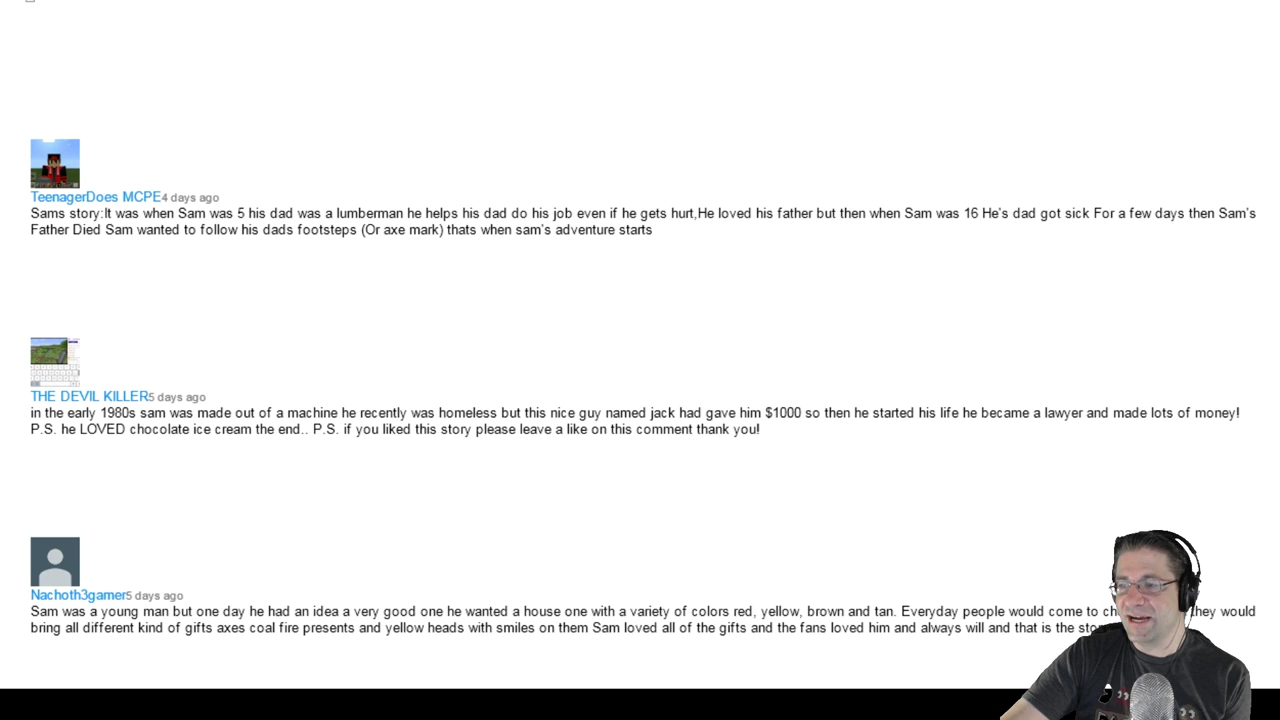 TeenagerDoes MCPE4 days ago
Sams story:It was when Sam was 5 his dad was a lumberman he helps his dad do his job even if he gets hurt,He loved his father but then when Sam was 16 He's dad got sick For a few days then Sam's
Father Died Sam wanted to follow his dads footsteps (Or axe mark) thats when sam's adventure starts
THE DEVIL KILLER5 days ago
in the early 1980s sam was made out of a machine he recently was homeless but this nice guy named jack had gave him $1000 so then he started his life he became a lawyer and made lots of money!
P.S. he LOVED chocolate ice cream the end.. P.S. if you liked this story please leave a like on this comment thank you!
Nachoth3gamer5 days ago
Sam was a young man but one day he had an idea a very good one he wanted a house one with a variety of colors red, yellow, brown and tan. Everyday people would come to they would
bring all different kind of gifts axes coal fire presents and yellow heads with smiles on them Sam loved all of the gifts and the fans loved him and always will and that is the